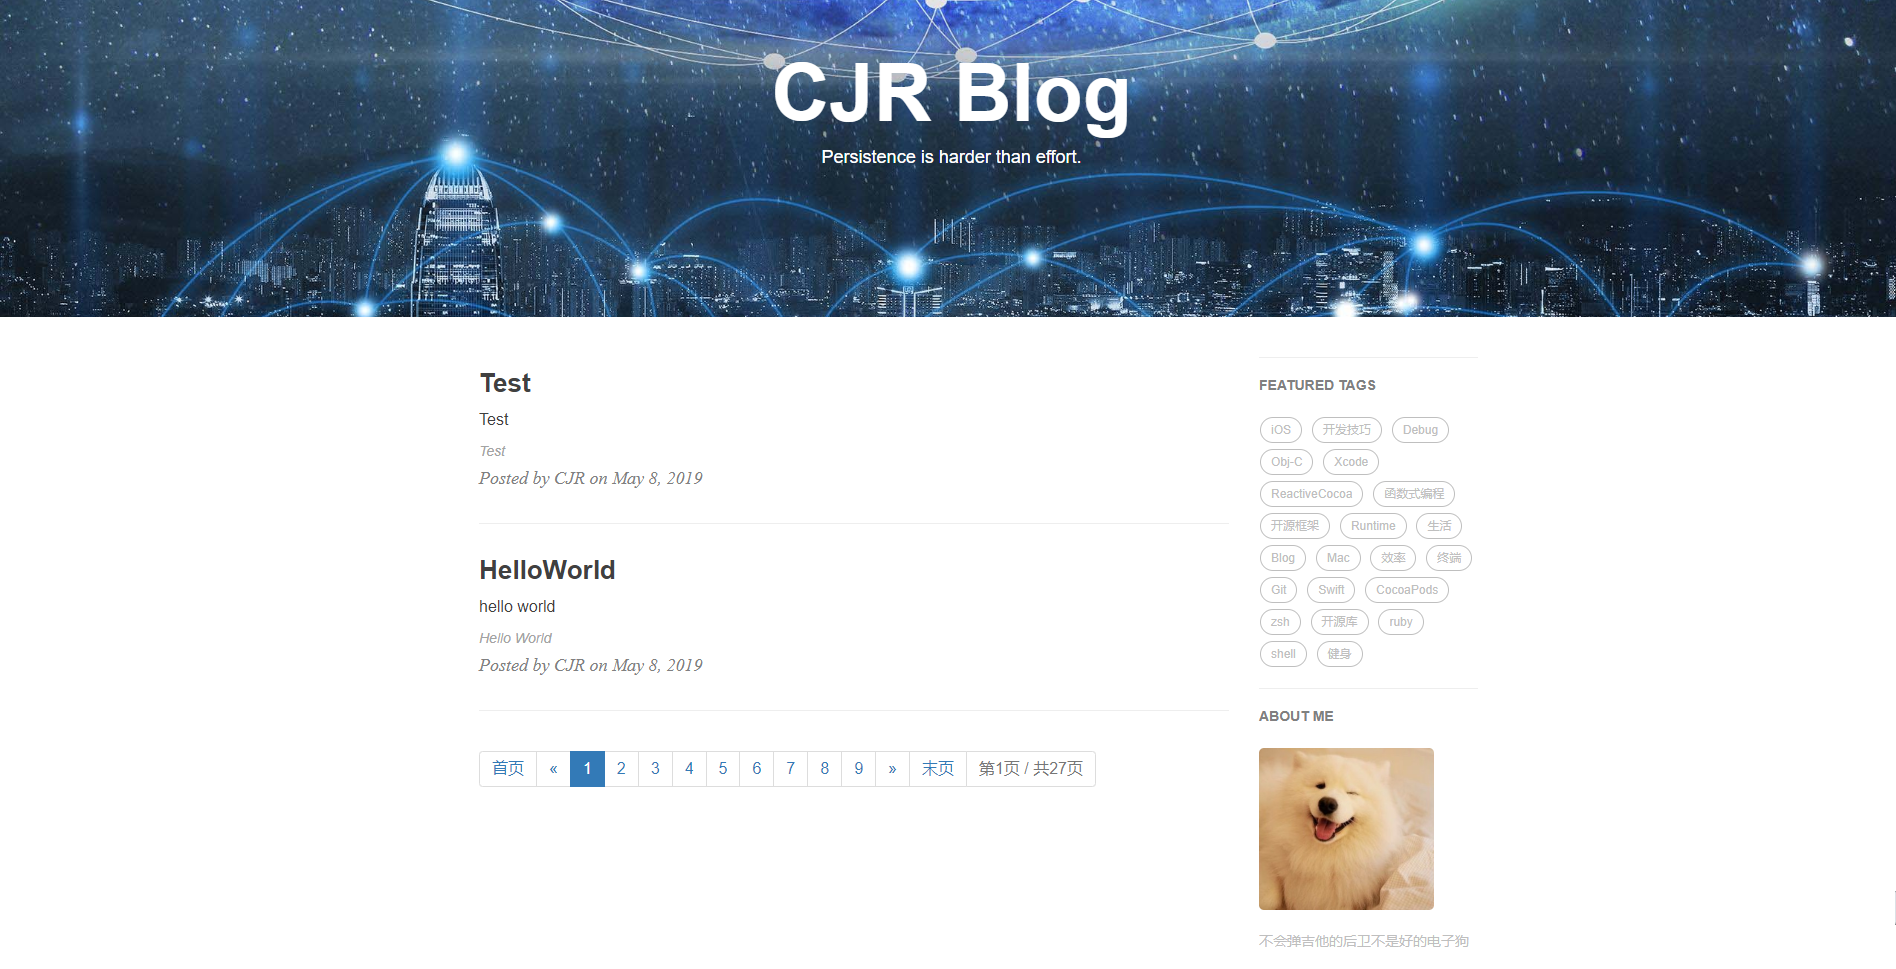 CJR Blog
Persistence is harder than effort.
Test
Test
Test
Posted by CJR on May 8, 2019
HelloWorld
hello world
Hello World
Posted by CJR on May 8, 2019
首页 « 1 2 3 4 5 6 7 8 9 » 末页 第1页 / 共27页
FEATURED TAGS
iOS 开发技巧 Debug
Obj-C Xcode
ReactiveCocoa 函数式编程
开源框架 Runtime 生活
Blog Mac 效率 终端
Git Swift CocoaPods
zsh 开源库 ruby
shell 健身
ABOUT ME
不会弹吉他的后卫不是好的电子狗